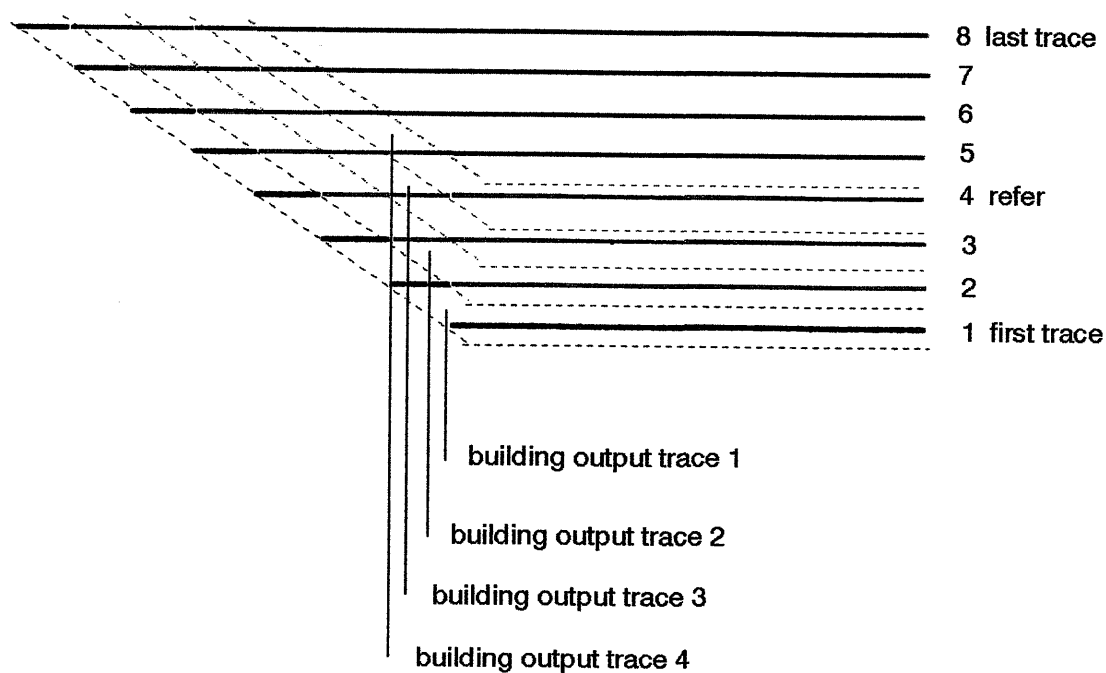 8 last trace
7
6
5
4 refer
3
2
1 first trace
building output trace 1
building output trace 2
building output trace 3
building output trace 4